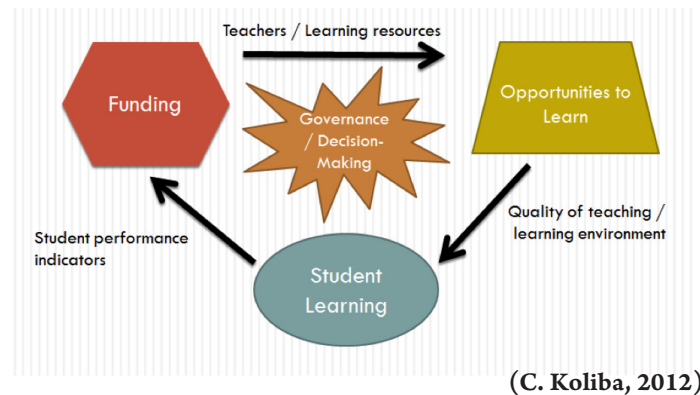 Teachers / Learning resources
Funding
Governance
/ Decision-
Making
Opportunities to
Learn
Student performance
indicators
Quality of teaching /
learning environment
Student
Learning
(C. Koliba, 2012)